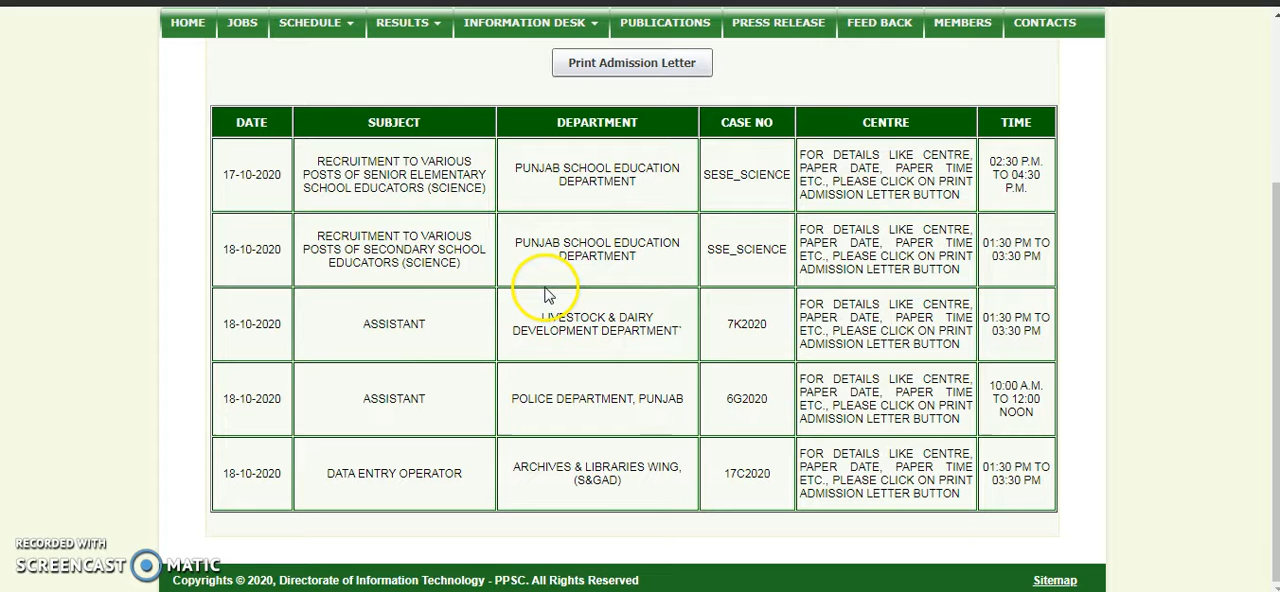 HOME JOBS SCHEDULE RESULTS INFORMATION DESK PUBLICATIONS PRESS RELEASE FEED BACK MEMBERS CONTACTS
Print Admission Letter
DATE SUBJECT DEPARTMENT CASE NO CENTRE TIME
17-10-2020
RECRUITMENT TO VARIOUS
POSTS OF SENIOR ELEMENTARY
SCHOOL EDUCATORS (SCIENCE)
PUNJAB SCHOOL EDUCATION
DEPARTMENT
SESE_SCIENCE
FOR DETAILS LIKE CENTRE,
PAPER DATE, PAPER TIME
ETC., PLEASE CLICK ON PRINT
ADMISSION LETTER BUTTON
02:30 P.M.
TO 04:30
P.M.
18-10-2020
RECRUITMENT TO VARIOUS
POSTS OF SECONDARY SCHOOL
EDUCATORS (SCIENCE)
PUNJAB SCHOOL EDUCATION
DEPARTMENT
SSE_SCIENCE
FOR DETAILS LIKE CENTRE,
PAPER DATE, PAPER TIME
ETC., PLEASE CLICK ON PRINT
ADMISSION LETTER BUTTON
01:30 PM TO
03:30 PM
18-10-2020
ASSISTANT
LIVESTOCK & DAIRY
DEVELOPMENT DEPARTMENT`
7K2020
FOR DETAILS LIKE CENTRE,
PAPER DATE, PAPER TIME
ETC., PLEASE CLICK ON PRINT
ADMISSION LETTER BUTTON
01:30 PM TO
03:30 PM
18-10-2020
ASSISTANT
POLICE DEPARTMENT, PUNJAB
6G2020
FOR DETAILS LIKE CENTRE,
PAPER DATE, PAPER TIME
ETC., PLEASE CLICK ON PRINT
ADMISSION LETTER BUTTON
10:00 A.M.
TO 12:00
NOON
18-10-2020
DATA ENTRY OPERATOR
ARCHIVES & LIBRARIES WING,
(S&GAD)
17C2020
FOR DETAILS LIKE CENTRE,
PAPER DATE, PAPER TIME
ETC., PLEASE CLICK ON PRINT
ADMISSION LETTER BUTTON
01:30 PM TO
03:30 PM
RECORDED WITH
SCREENCAST MATIC
Copyrights © 2020, Directorate of Information Technology - PPSC. All Rights Reserved
Sitemap